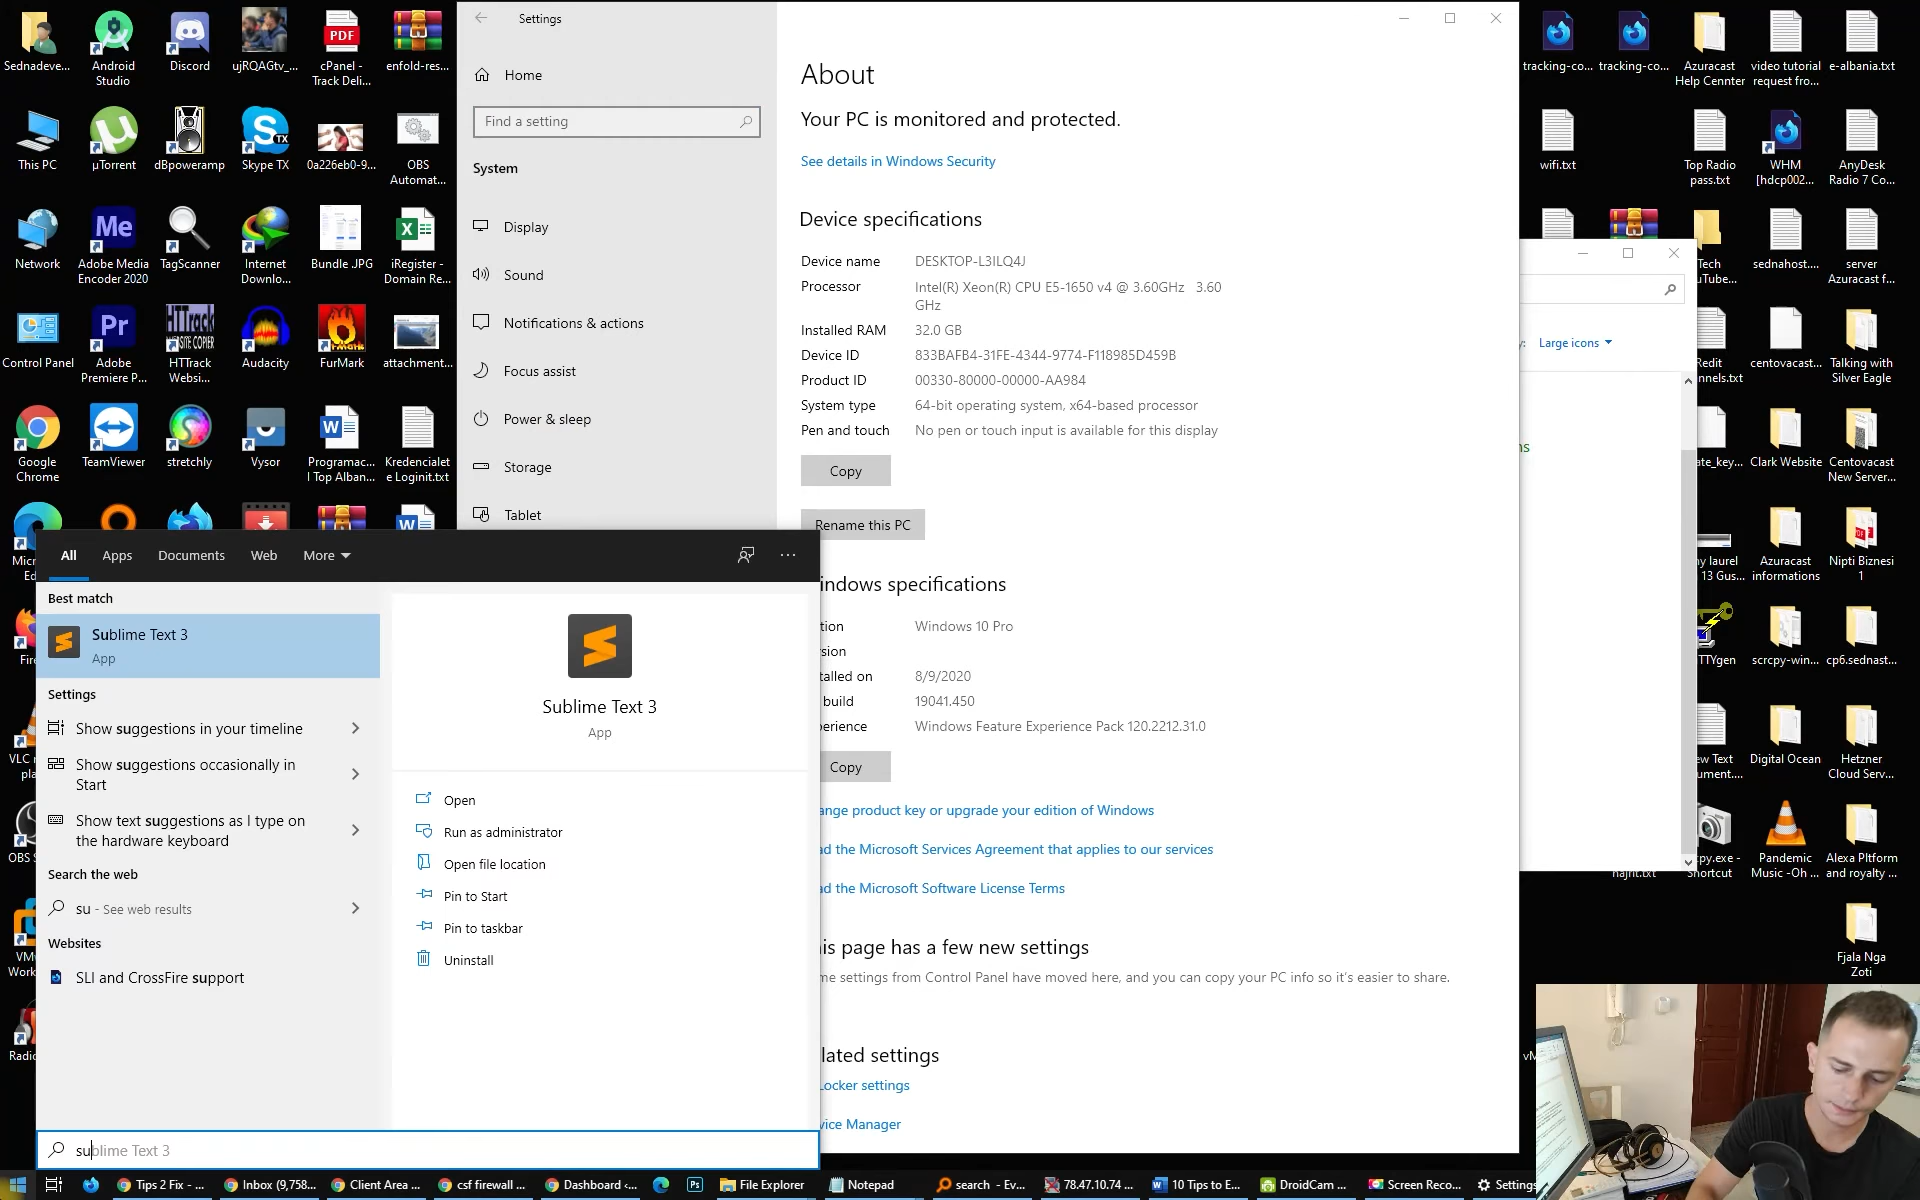 Sednadeve...
Android
Studio
Discord
ujRQAGtv_...
cPanel -
Track Deli...
enfold-res...
This PC
µTorrent
dBpoweramp
Skype TX
0a226eb0-9...
OBS
Automat...
Network
Adobe Media
Encoder 2020
TagScanner
Internet
Downlo...
Bundle .JPG
iRegister -
Domain Re...
Control Panel
Adobe
Premiere P...
HTTrack
Websi...
Audacity
FurMark
attachment...
Google
Chrome
TeamViewer
stretchly
Vysor
Programac...
l Top Alban...
Kredencialet
e Loginit.txt
Settings
Home
Find a setting
System
Display
Sound
Notifications & actions
Focus assist
Power & sleep
Storage
Tablet
About
Your PC is monitored and protected.
See details in Windows Security
Device specifications
Device name DESKTOP-L3ILQ4J
Processor Intel(R) Xeon(R) CPU E5-1650 v4 @ 3.60GHz 3.60
GHz
Installed RAM 32.0 GB
Device ID 833BAFB4-31FE-4344-9774-F118985D459B
Product ID 00330-80000-00000-AA984
System type 64-bit operating system, x64-based processor
Pen and touch No pen or touch input is available for this display
Copy
Rename this PC
indows specifications
tion Windows 10 Pro
rsion
talled on 8/9/2020
build 19041.450
perience Windows Feature Experience Pack 120.2212.31.0
Copy
ange product key or upgrade your edition of Windows
ad the Microsoft Services Agreement that applies to our services
ad the Microsoft Software License Terms
is page has a few new settings
me settings from Control Panel have moved here, and you can copy your PC info so it's easier to share.
lated settings
Locker settings
vice Manager
All
Apps
Documents
Web
More
Best match
Sublime Text 3
App
Settings
Show suggestions in your timeline
Show suggestions occasionally in
Start
Show text suggestions as I type on
the hardware keyboard
Search the web
su - See web results
Websites
SLI and CrossFire support
Sublime Text 3
App
Open
Run as administrator
Open file location
Pin to Start
Pin to taskbar
Uninstall
sublime Text 3
tracking-co...
tracking-co...
Azuracast
Help Cennter
video tutorial
request fro...
e-albania.txt
wifi.txt
Top Radio
pass.txt
WHM
[hdcp002...
AnyDesk
Radio 7 Co...
Tech
uTube...
sednahost....
server
Azuracast f...
Large icons
Redit
nnels.txt
centovacast...
Talking with
Silver Eagle
ns
ate_key...
Clark Website
Centovacast
New Server...
ny laurel
13 Gus...
Azuracast
informations
Nipti Biznesi
1
TTYgen
scrcpy-win...
cp6.sednast...
ew Text
ument....
Digital Ocean
Hetzner
Cloud Serv...
najrit.txt
cpy.exe -
Shortcut
Pandemic
Music -Oh ...
Alexa Pltform
and royalty ...
Fjala Nga
Zoti
Tips 2 Fix - ...
Inbox (9,758...
Client Area ...
csf firewall ...
Dashboard <...
File Explorer
Notepad
search - Ev...
78.47.10.74 ...
10 Tips to E...
DroidCam ...
Screen Reco...
Settings